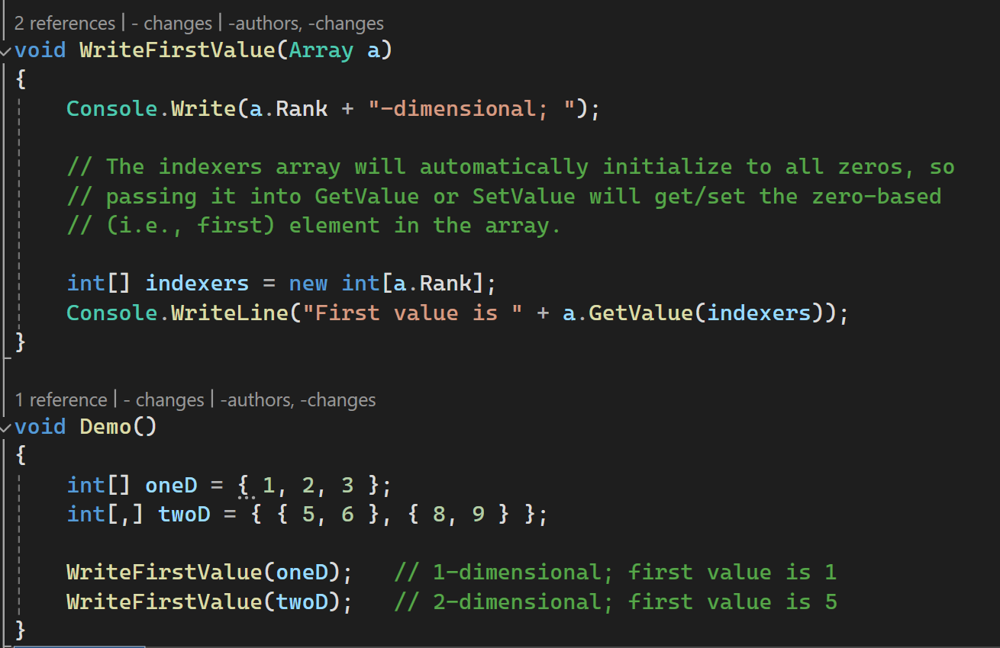 2 references | - changes | -authors, -changes
void WriteFirstValue(Array a)
{
    Console.Write(a.Rank + "-dimensional; ");

    // The indexers array will automatically initialize to all zeros, so
    // passing it into GetValue or SetValue will get/set the zero-based
    // (i.e., first) element in the array.

    int[] indexers = new int[a.Rank];
    Console.WriteLine("First value is " + a.GetValue(indexers));
}

1 reference | - changes | -authors, -changes
void Demo()
{
    int[] oneD = { 1, 2, 3 };
    int[,] twoD = { { 5, 6 }, { 8, 9 } };

    WriteFirstValue(oneD);   // 1-dimensional; first value is 1
    WriteFirstValue(twoD);   // 2-dimensional; first value is 5
}